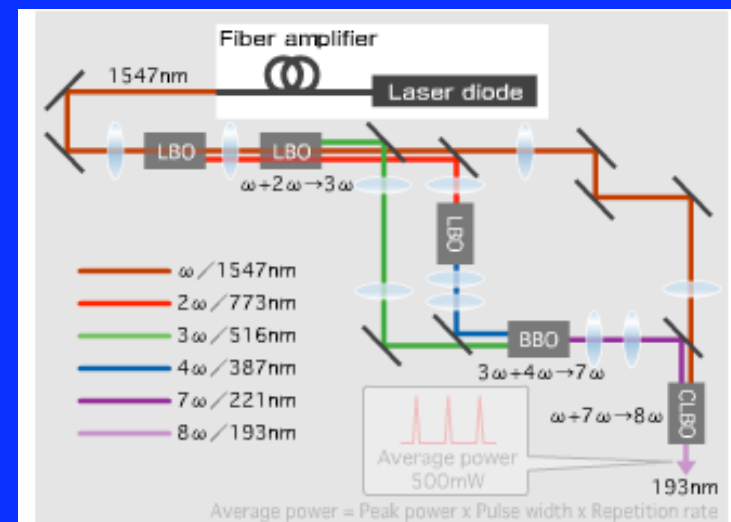 Fiber amplifier
1547nm
Laser diode
LBO
LBO
ω+2ω→3ω
LBO
ω／1547nm
2ω／773nm
3ω／516nm
4ω／387nm
7ω／221nm
8ω／193nm
BBO
3ω+4ω→7ω
ω+7ω→8ω
CLBO
Average power
500mW
193nm
Average power = Peak power x Pulse width x Repetition rate